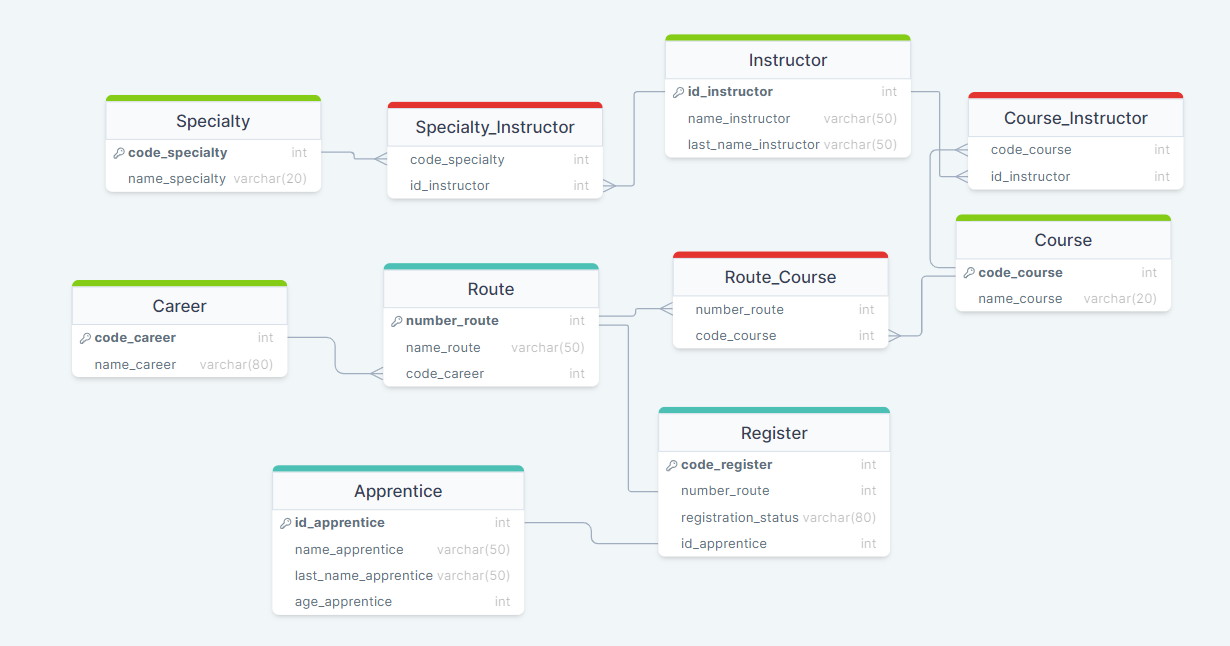 Specialty
code_specialty int
name_specialty varchar(20)
Specialty_Instructor
code_specialty int
id_instructor int
Instructor
id_instructor int
name_instructor varchar(50)
last_name_instructor varchar(50)
Course_Instructor
code_course int
id_instructor int
Course
code_course int
name_course varchar(20)
Career
code_career int
name_career varchar(80)
Route
number_route int
name_route varchar(50)
code_career int
Route_Course
number_route int
code_course int
Register
code_register int
number_route int
registration_status varchar(80)
id_apprentice int
Apprentice
id_apprentice int
name_apprentice varchar(50)
last_name_apprentice varchar(50)
age_apprentice int